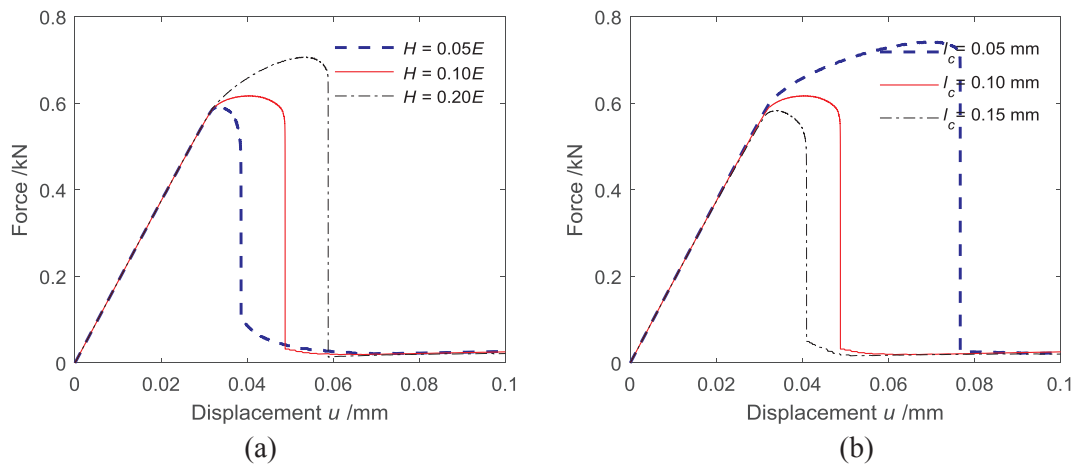 0.8
0.6
0.4
0.2
0
Force /kN
H = 0.05E
H = 0.10E
H = 0.20E
0 0.02 0.04 0.06 0.08 0.1
Displacement u /mm
(a)
0.8
0.6
0.4
0.2
0
Force /kN
l_c = 0.05 mm
l_c = 0.10 mm
l_c = 0.15 mm
0 0.02 0.04 0.06 0.08 0.1
Displacement u /mm
(b)